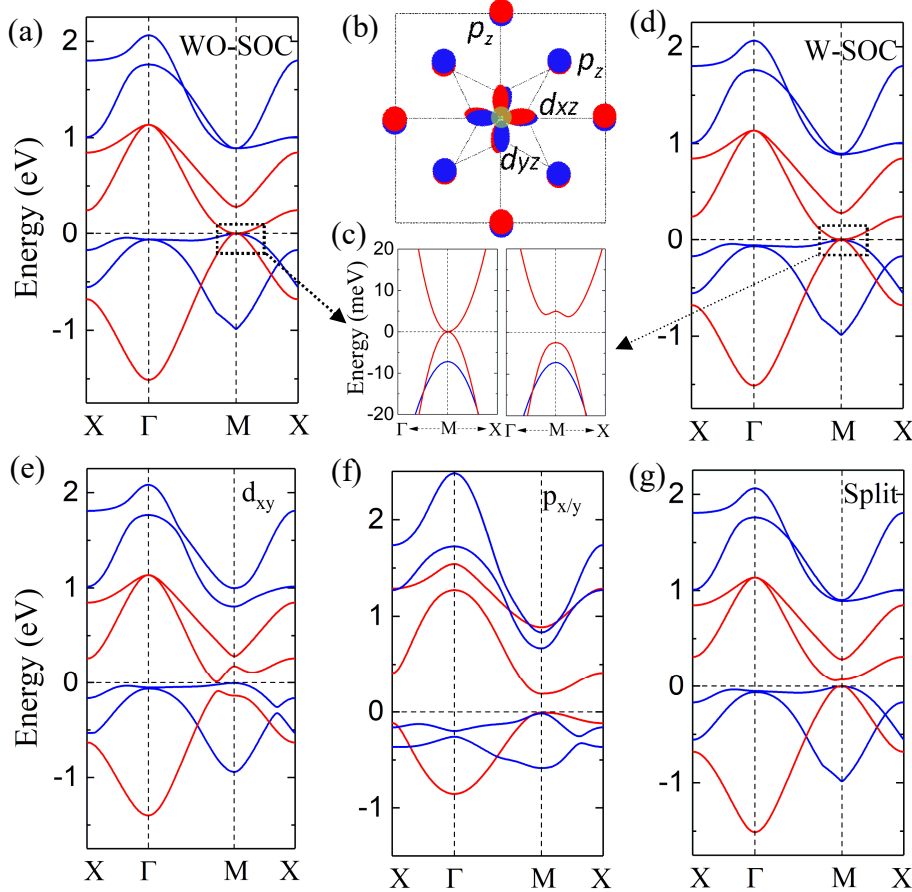 (a)
WO-SOC
Energy (eV)
2
1
0
-1
X Γ M X
(b)
p_z
p_z
d_xz
d_yz
(c)
Energy (meV)
20
10
0
-10
-20
Γ M X
Γ M X
(d)
W-SOC
2
1
0
-1
X Γ M X
(e)
d_xy
Energy (eV)
2
1
0
-1
X Γ M X
(f)
p_x/y
2
1
0
-1
X Γ M X
(g)
Split
2
1
0
-1
X Γ M X